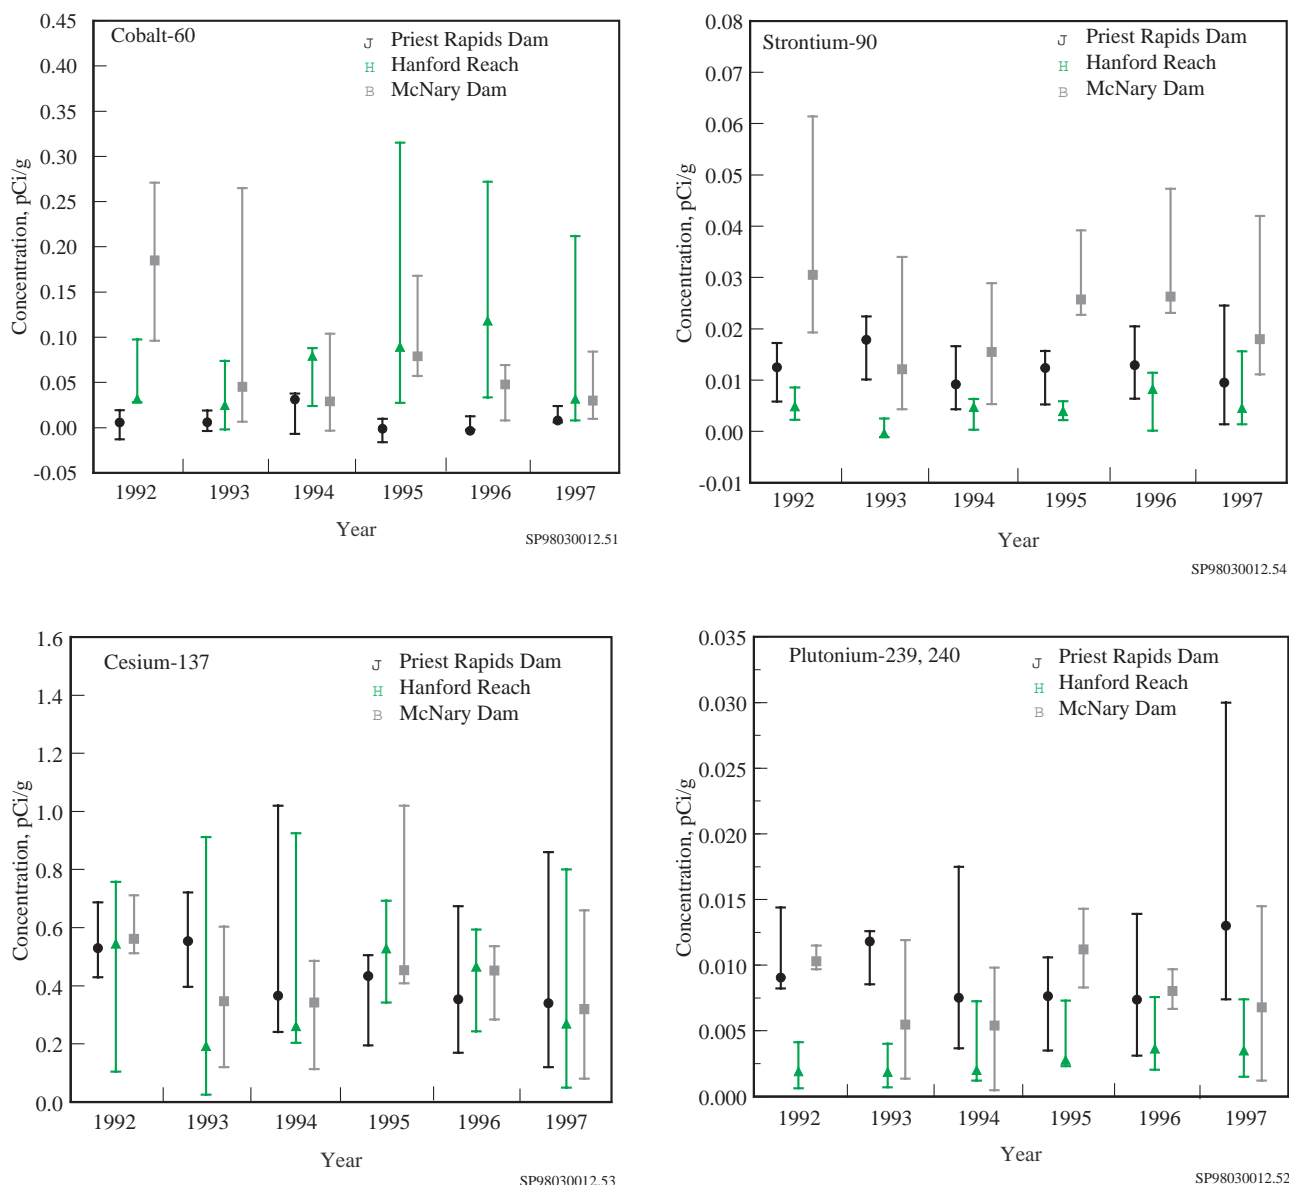 Cobalt-60
J Priest Rapids Dam
H Hanford Reach
B McNary Dam
0.45
0.40
0.35
0.30
0.25
0.20
0.15
0.10
0.05
0.00
-0.05
Concentration, pCi/g
1992 1993 1994 1995 1996 1997
Year
SP98030012.51
Strontium-90
J Priest Rapids Dam
H Hanford Reach
B McNary Dam
0.08
0.07
0.06
0.05
0.04
0.03
0.02
0.01
0.00
-0.01
Concentration, pCi/g
1992 1993 1994 1995 1996 1997
Year
SP98030012.54
Cesium-137
J Priest Rapids Dam
H Hanford Reach
B McNary Dam
1.6
1.4
1.2
1.0
0.8
0.6
0.4
0.2
0.0
Concentration, pCi/g
1992 1993 1994 1995 1996 1997
Year
SP98030012.53
Plutonium-239, 240
J Priest Rapids Dam
H Hanford Reach
B McNary Dam
0.035
0.030
0.025
0.020
0.015
0.010
0.005
0.000
Concentration, pCi/g
1992 1993 1994 1995 1996 1997
Year
SP98030012.52